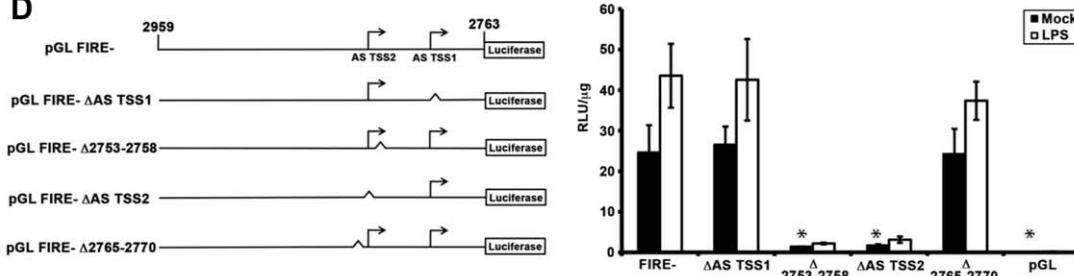 D
2959 2763
pGL FIRE- Luciferase
AS TSS2 AS TSS1
pGL FIRE- ΔAS TSS1 Luciferase
pGL FIRE- Δ2753-2758 Luciferase
pGL FIRE- ΔAS TSS2 Luciferase
pGL FIRE- Δ2765-2770 Luciferase
60
50
40
30
20
10
0
RLU/μg
Mock
LPS
* * *
FIRE- ΔAS TSS1 Δ 2753-2758 ΔAS TSS2 Δ 2765-2770 pGL